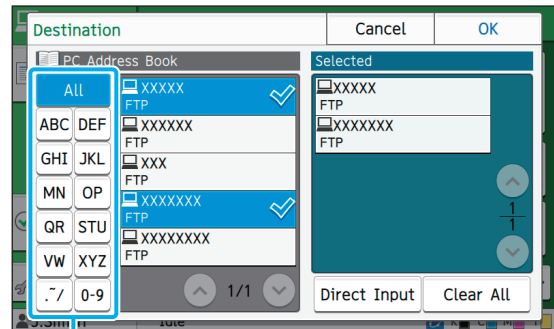 Destination
Cancel
OK
PC Address Book
Selected
All
ABC DEF
GHI JKL
MN OP
QR STU
VW XYZ
.~/ 0-9
XXXXX
FTP
XXXXXX
FTP
XXX
FTP
XXXXXXX
FTP
XXXXXXXX
FTP
1/1
XXXXX
FTP
XXXXXXX
FTP
1
1
Direct Input
Clear All
Idle